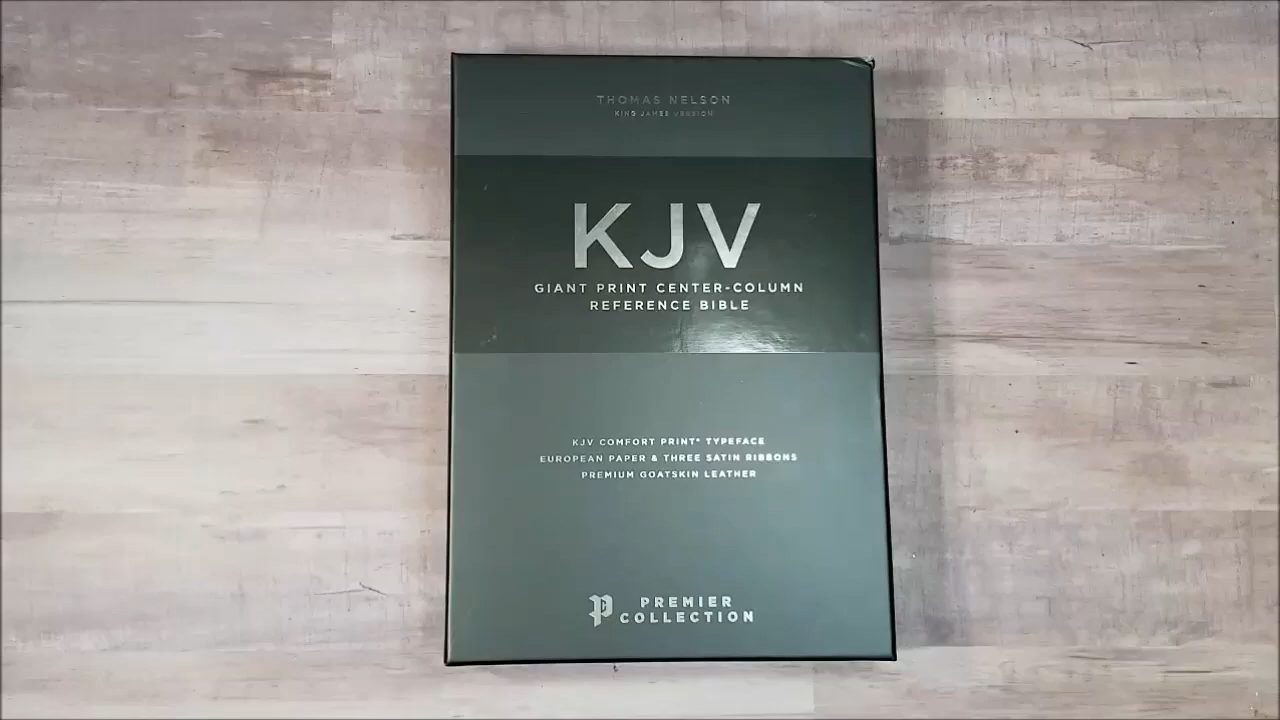 THOMAS NELSON
KING JAMES VERSION
KJV
GIANT PRINT CENTER-COLUMN
REFERENCE BIBLE
KJV COMFORT PRINT® TYPEFACE
EUROPEAN PAPER & THREE SATIN RIBBONS
PREMIUM GOATSKIN LEATHER
P PREMIER
COLLECTION